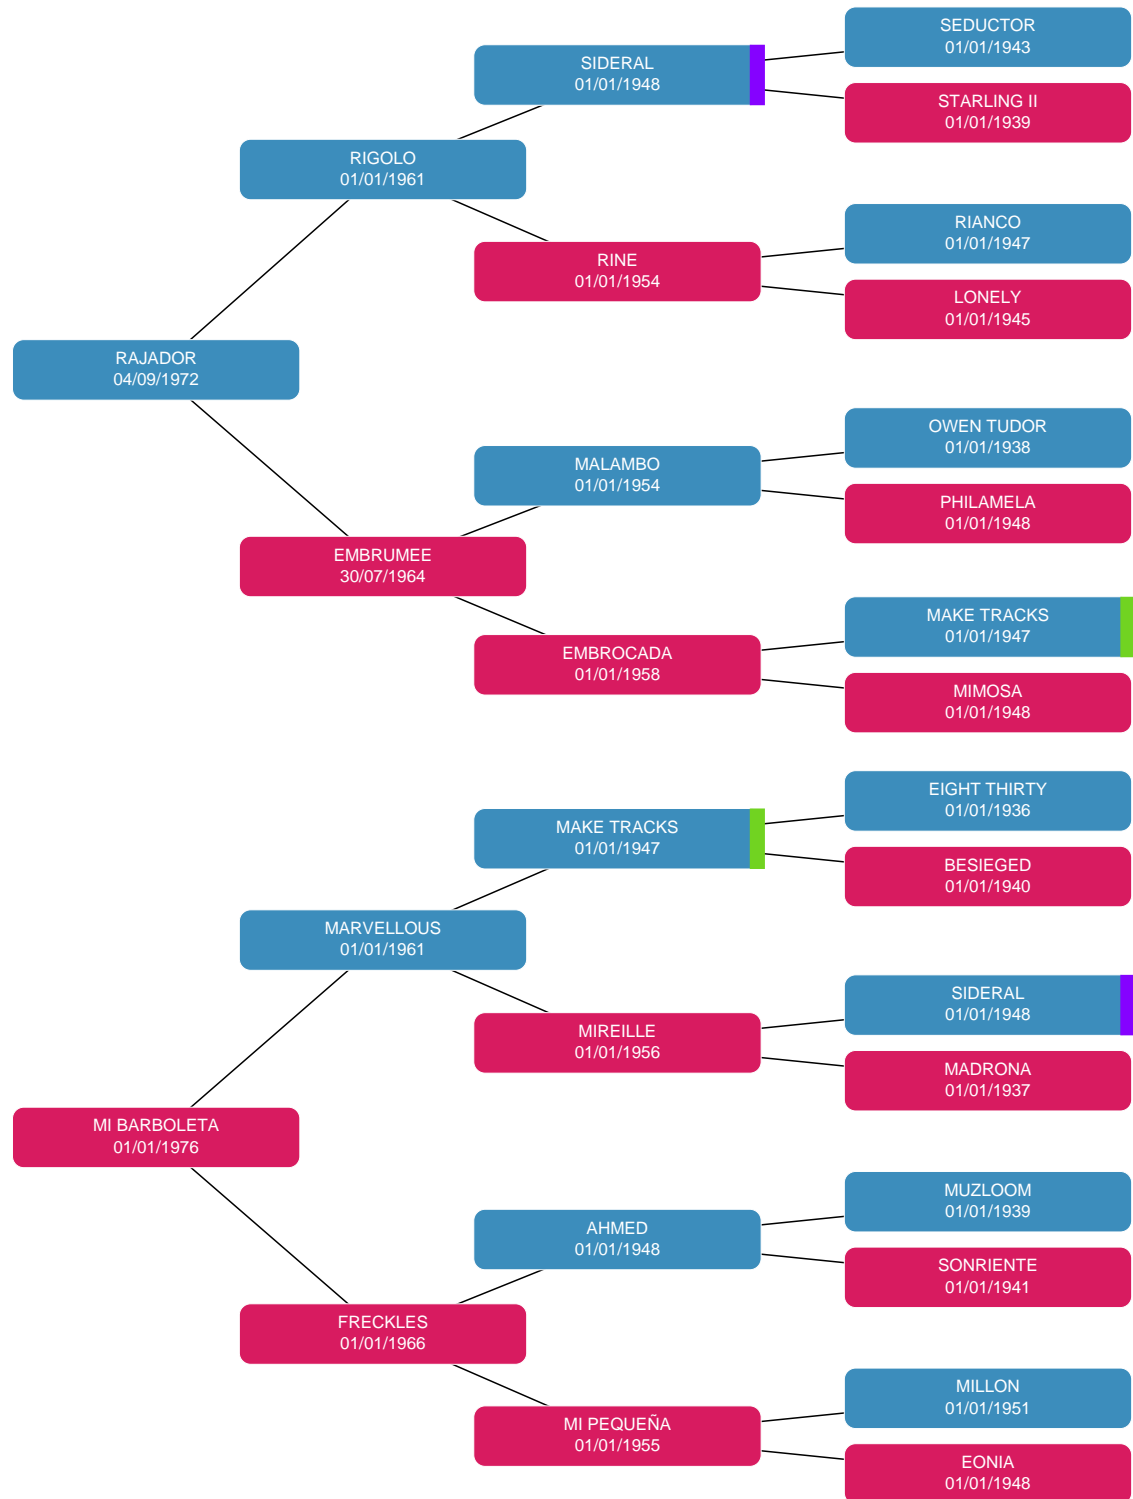 SEDUCTOR
01/01/1943
SIDERAL
01/01/1948
STARLING II
01/01/1939
RIGOLO
01/01/1961
RIANCO
01/01/1947
RINE
01/01/1954
LONELY
01/01/1945
RAJADOR
04/09/1972
OWEN TUDOR
01/01/1938
MALAMBO
01/01/1954
PHILAMELA
01/01/1948
EMBRUMEE
30/07/1964
MAKE TRACKS
01/01/1947
EMBROCADA
01/01/1958
MIMOSA
01/01/1948
EIGHT THIRTY
01/01/1936
MAKE TRACKS
01/01/1947
BESIEGED
01/01/1940
MARVELLOUS
01/01/1961
SIDERAL
01/01/1948
MIREILLE
01/01/1956
MADRONA
01/01/1937
MI BARBOLETA
01/01/1976
MUZLOOM
01/01/1939
AHMED
01/01/1948
SONRIENTE
01/01/1941
FRECKLES
01/01/1966
MILLON
01/01/1951
MI PEQUEÑA
01/01/1955
EONIA
01/01/1948